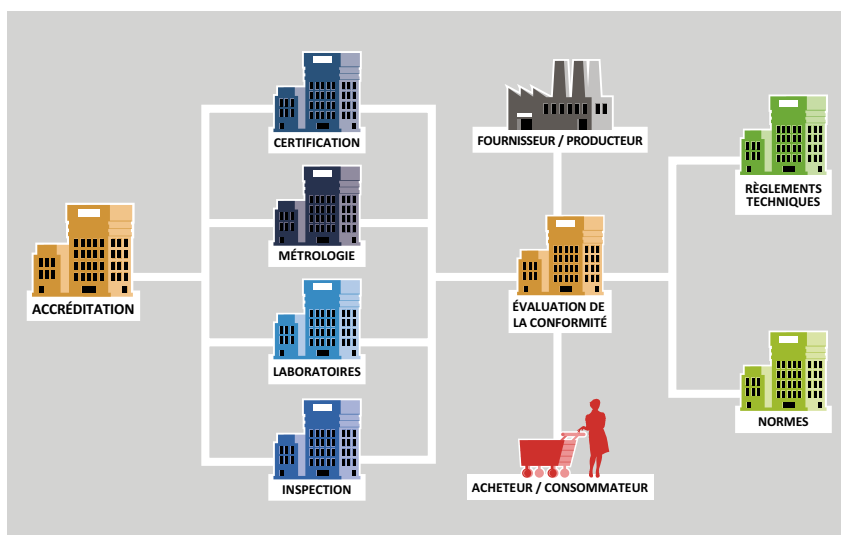 CERTIFICATION
FOURNISSEUR / PRODUCTEUR
RÈGLEMENTS
TECHNIQUES
MÉTROLOGIE
ACCRÉDITATION
ÉVALUATION DE
LA CONFORMITÉ
LABORATOIRES
NORMES
INSPECTION
ACHETEUR / CONSOMMATEUR